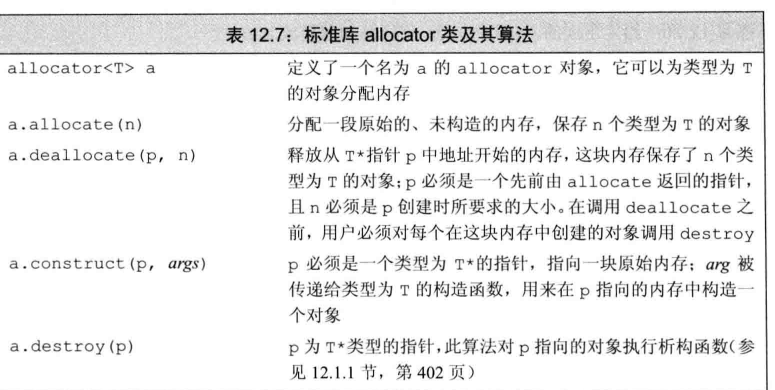 表 12.7：标准库 allocator 类及其算法
allocator<T> a 定义了一个名为 a 的 allocator 对象，它可以为类型为 T
的对象分配内存
a.allocate(n) 分配一段原始的、未构造的内存，保存 n 个类型为 T 的对象
a.deallocate(p, n) 释放从 T*指针 p 中地址开始的内存，这块内存保存了 n 个类
型为 T 的对象；p 必须是一个先前由 allocate 返回的指针，
且 n 必须是 p 创建时所要求的大小。在调用 deallocate 之
前，用户必须对每个在这块内存中创建的对象调用 destroy
a.construct(p, args) p 必须是一个类型为 T*的指针，指向一块原始内存；arg 被
传递给类型为 T 的构造函数，用来在 p 指向的内存中构造一
个对象
a.destroy(p) p 为 T*类型的指针，此算法对 p 指向的对象执行析构函数（参
见 12.1.1 节，第 402 页）